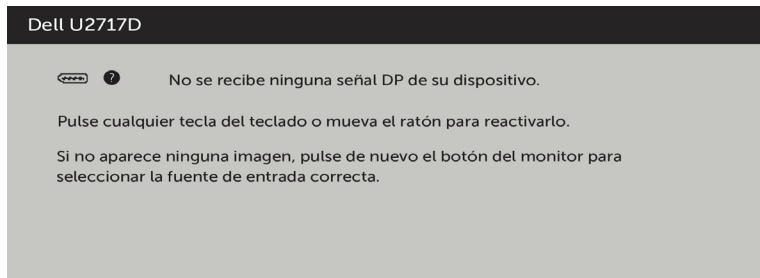 Dell U2717D
? No se recibe ninguna señal DP de su dispositivo.
Pulse cualquier tecla del teclado o mueva el ratón para reactivarlo.
Si no aparece ninguna imagen, pulse de nuevo el botón del monitor para
seleccionar la fuente de entrada correcta.